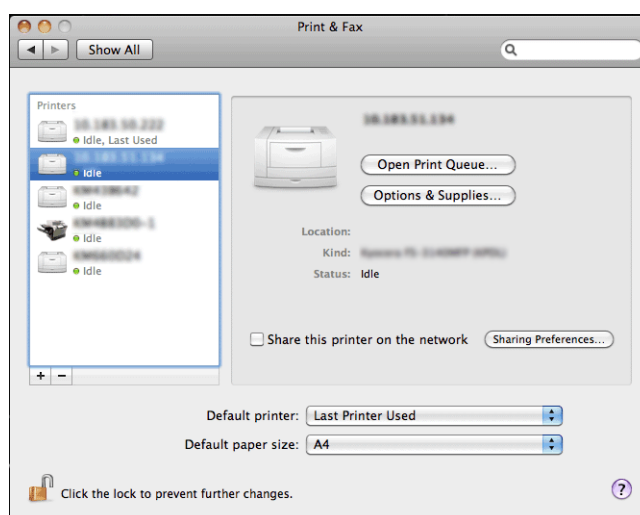 Print & Fax
Show All
Printers
Idle, Last Used
Idle
Idle
Idle
Idle
Open Print Queue...
Options & Supplies...
Location:
Kind:
Status: Idle
Share this printer on the network
Sharing Preferences...
+ −
Default printer: Last Printer Used
Default paper size: A4
Click the lock to prevent further changes.
?